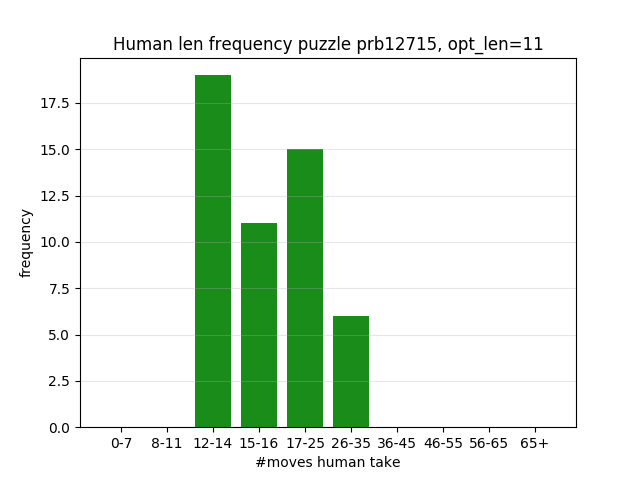 Human len frequency puzzle prb12715, opt_len=11
frequency
17.5
15.0
12.5
10.0
7.5
5.0
2.5
0.0
0-7 8-11 12-14 15-16 17-25 26-35 36-45 46-55 56-65 65+
#moves human take